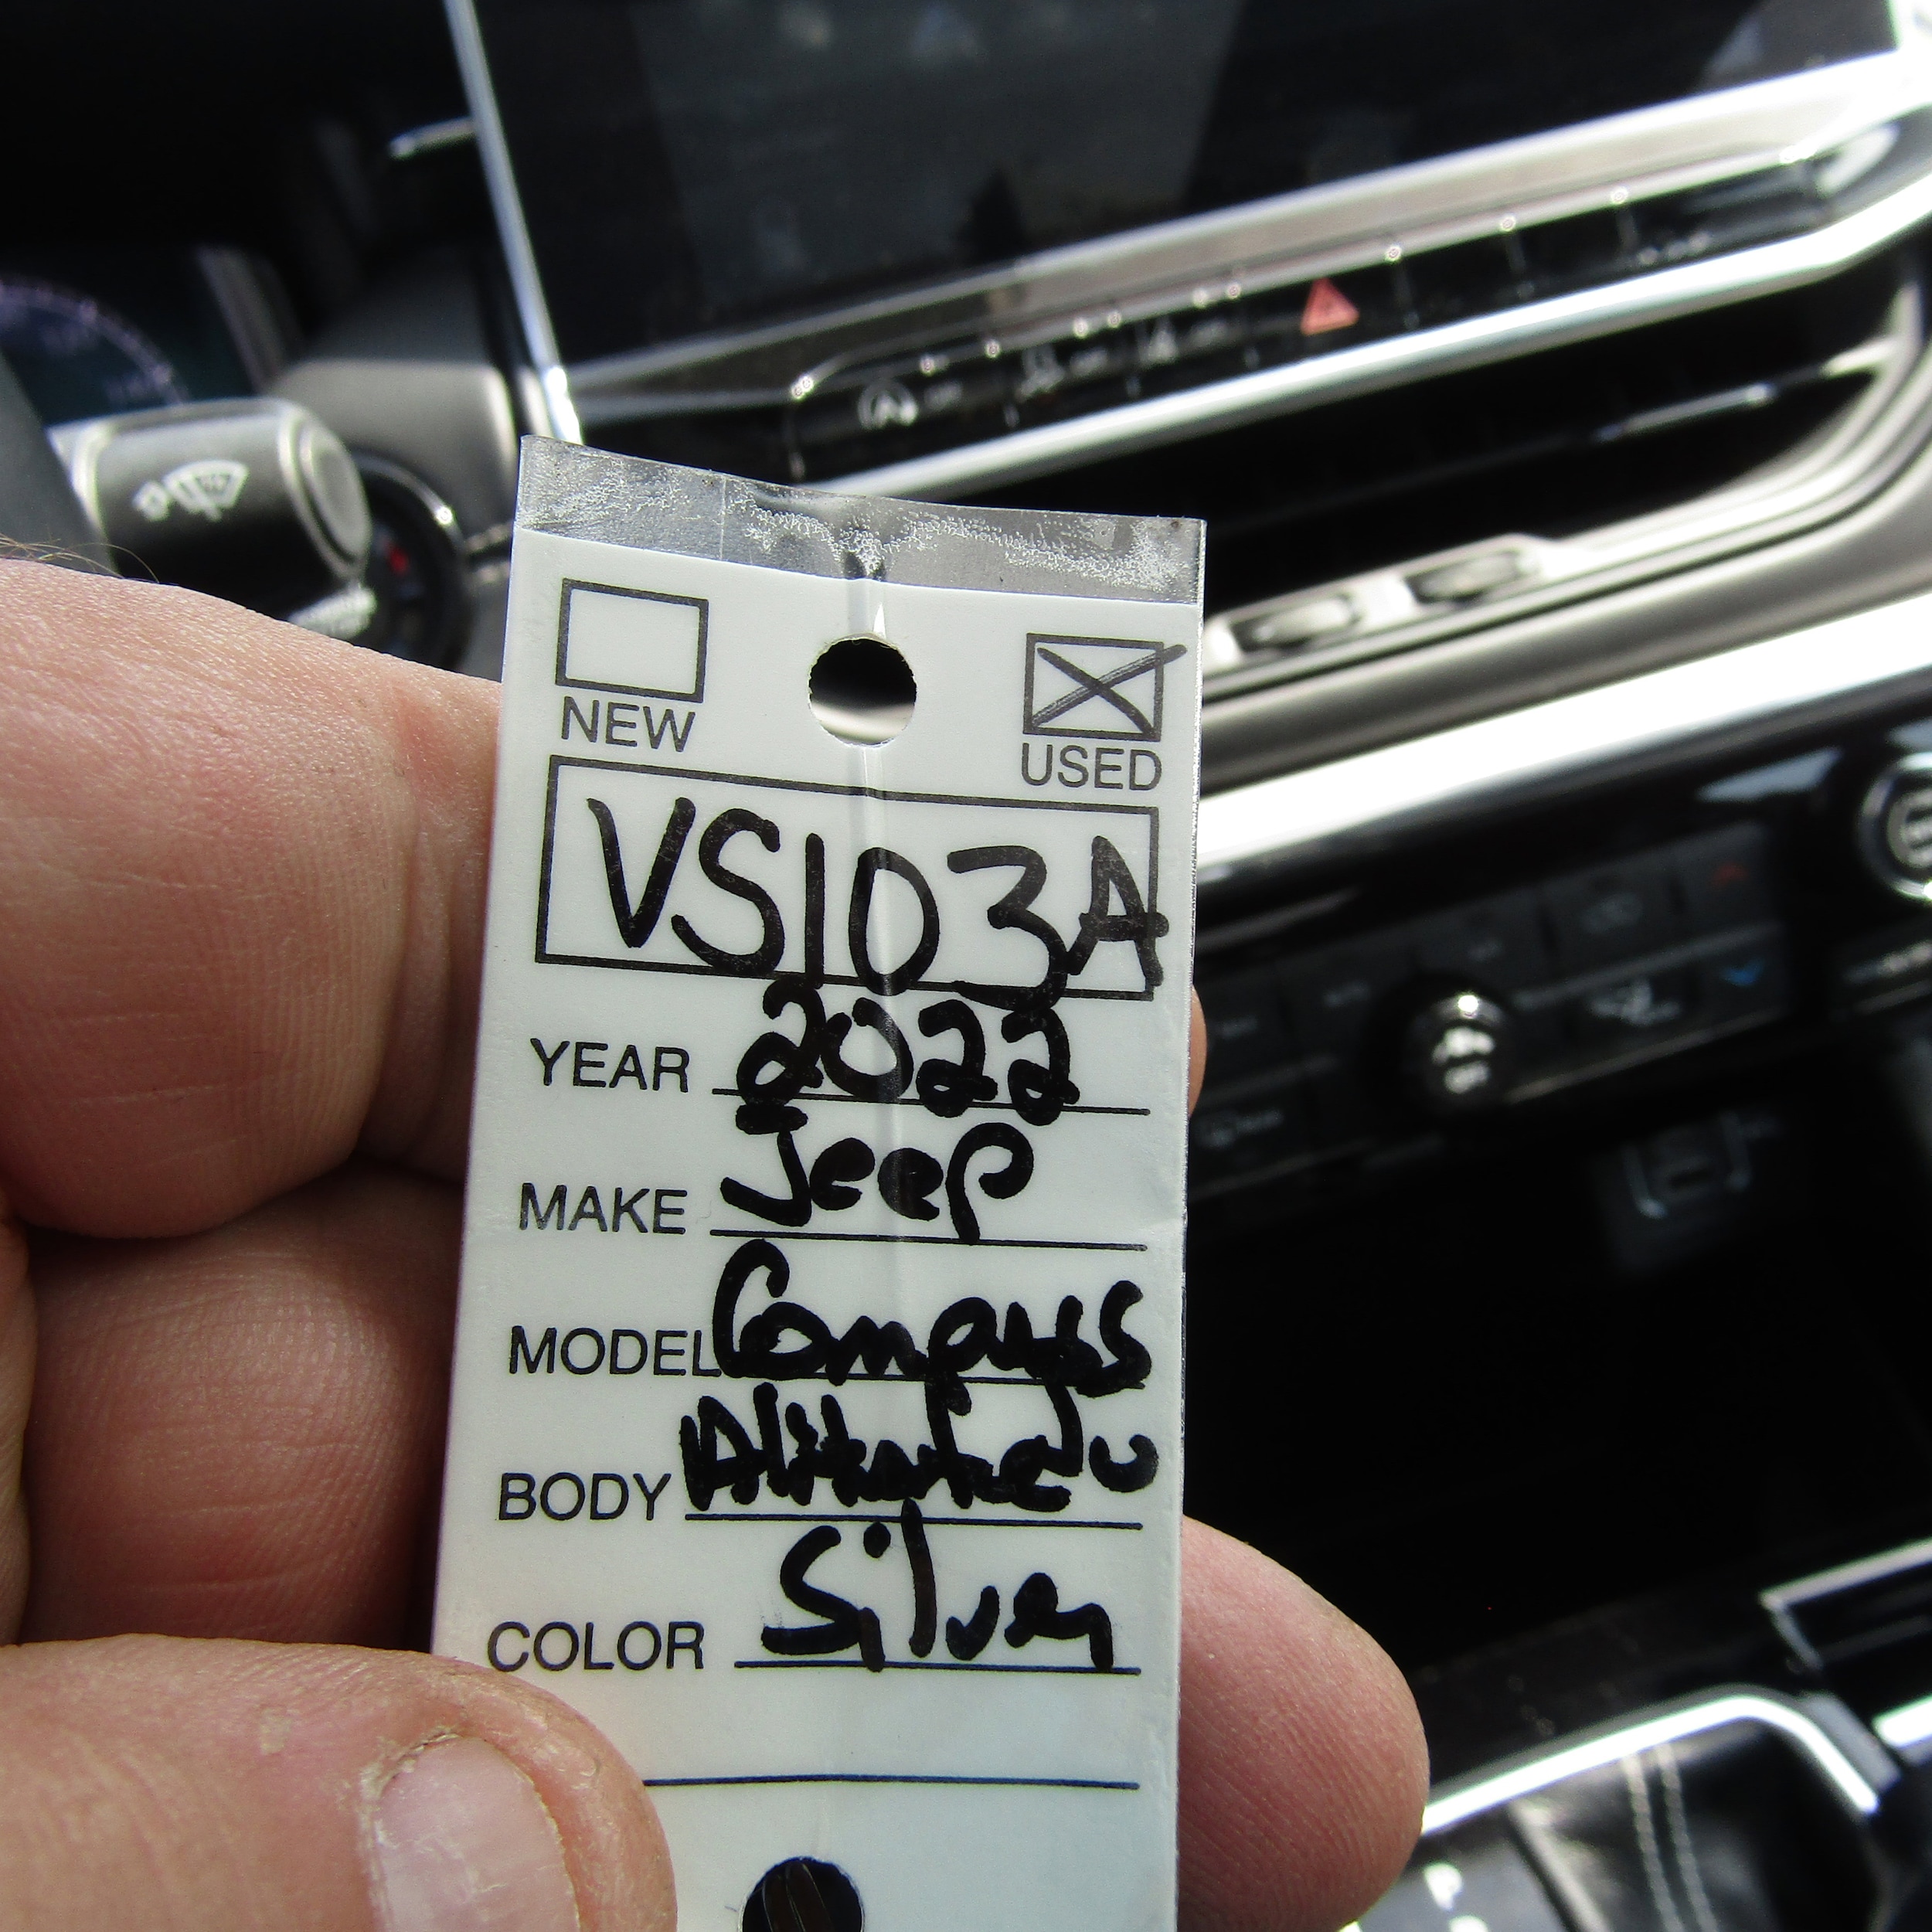 NEW USED
VS103A
YEAR 2022
MAKE Jeep
MODEL Compass
BODY
COLOR Silver